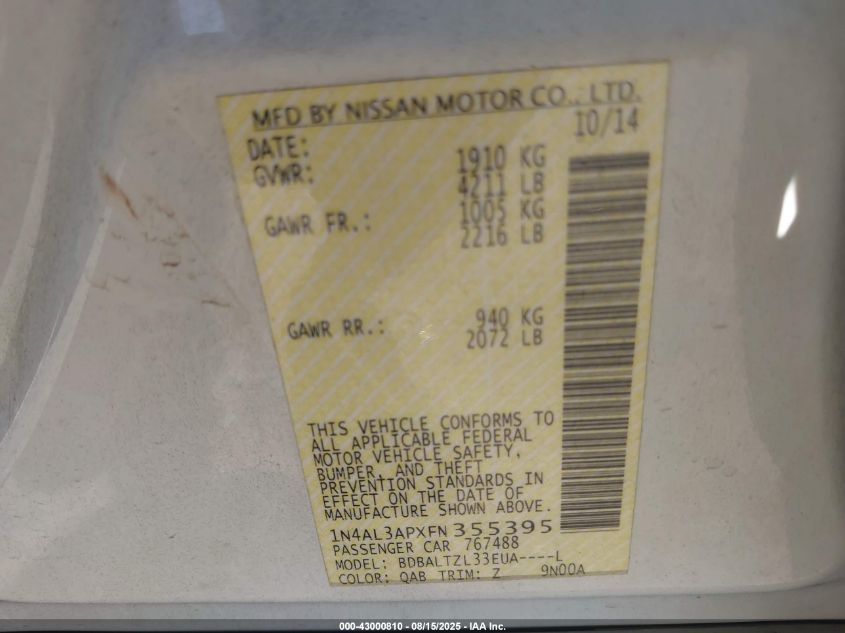 MFD BY NISSAN MOTOR CO., LTD.
DATE: 10/14
GVWR: 1910 KG
4211 LB
GAWR FR.: 1005 KG
2216 LB
GAWR RR.: 940 KG
2072 LB
THIS VEHICLE CONFORMS TO
ALL APPLICABLE FEDERAL
MOTOR VEHICLE SAFETY,
BUMPER, AND THEFT
PREVENTION STANDARDS IN
EFFECT ON THE DATE OF
MANUFACTURE SHOWN ABOVE.
1N4AL3APXFN355395
PASSENGER CAR 767488
MODEL: BDBALTZL33EUA----L
COLOR: QAB TRIM: Z 9N00A
000-43000810 - 08/15/2025 - IAA Inc.